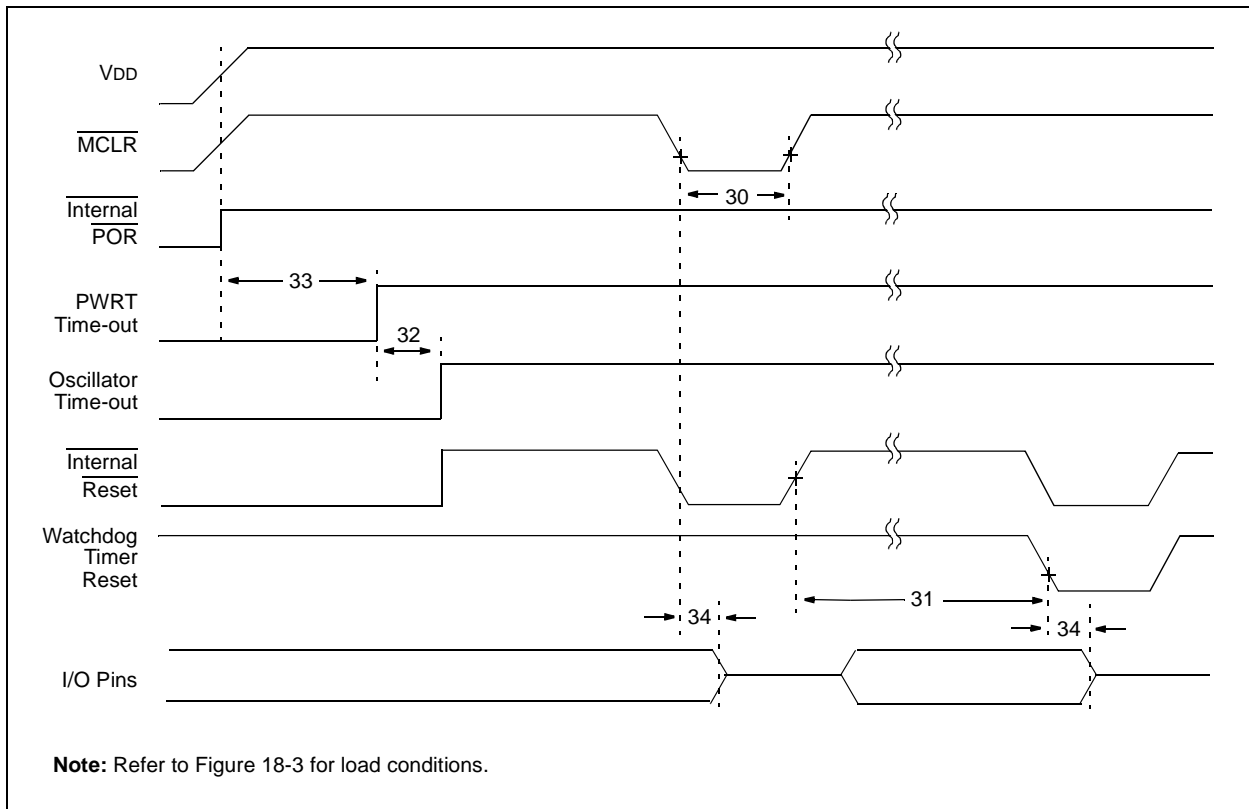 VDD
MCLR
30
Internal
POR
33
PWRT
Time-out
32
Oscillator
Time-out
Internal
Reset
Watchdog
Timer
Reset
31
34
34
I/O Pins
Note: Refer to Figure 18-3 for load conditions.